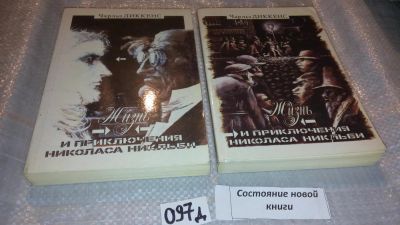 Чарльз ДИККЕНС
Жизнь
И ПРИКЛЮЧЕНИЯ
НИКОЛАСА НИКЛЬБИ
Чарльз ДИККЕНС
Жизнь
И ПРИКЛЮЧЕНИЯ
НИКОЛАСА НИКЛЬБИ
097д
Состояние новой
книги